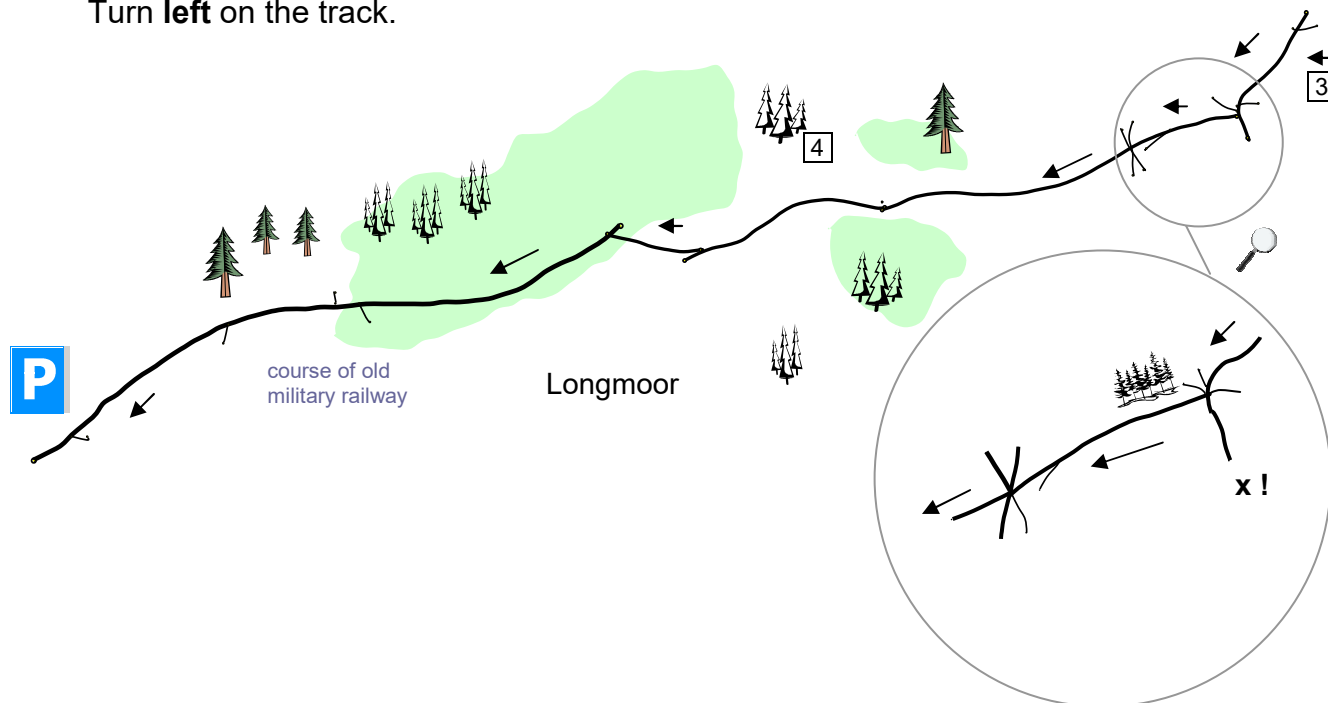 Turn left on the track.
3
4
P
course of old
military railway
Longmoor
x !